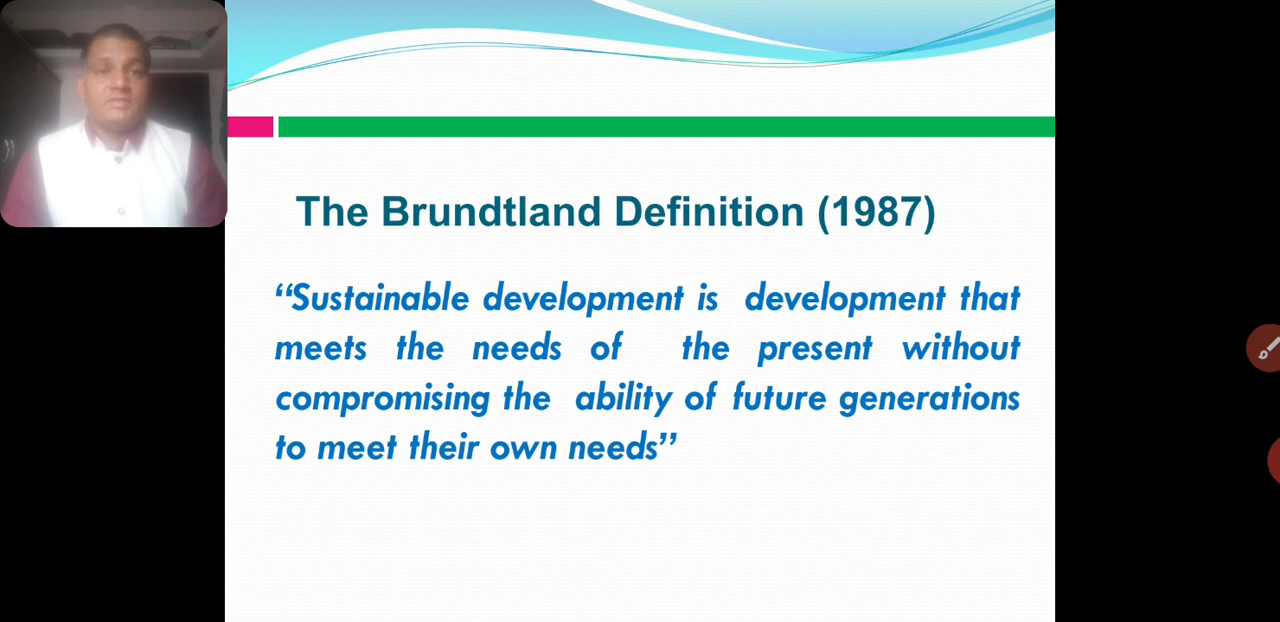 The Brundtland Definition (1987)
“Sustainable development is development that
meets the needs of the present without
compromising the ability of future generations
to meet their own needs”